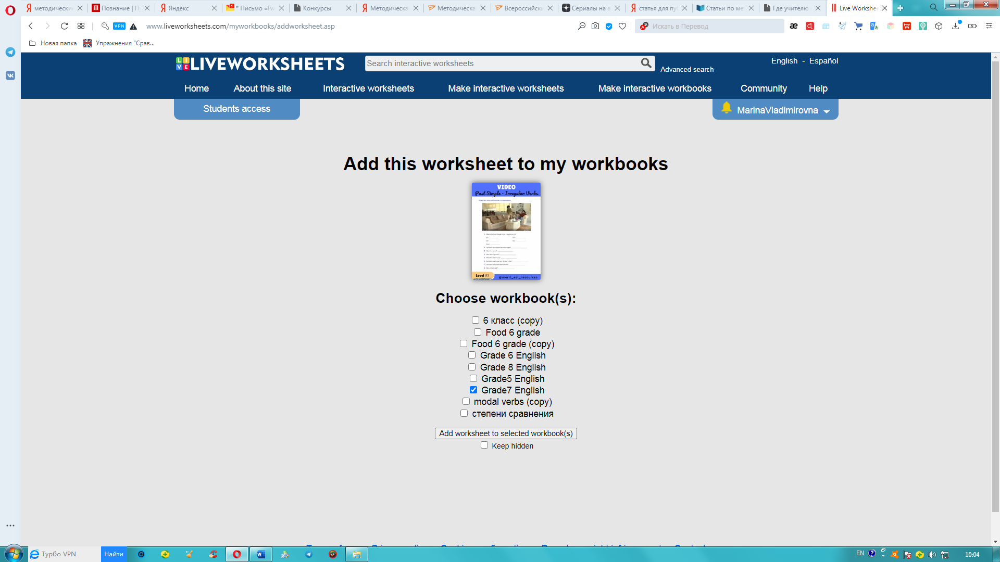 методически
Познание | П
Яндекс
* Письмо «Fw
Конкурсы
Методическа
Методическа
Всероссийски
Сериалы на а
статья для пу
Статьи по ме
Где учителю
Live Workshe
VPN
www.liveworksheets.com/myworkbooks/addworksheet.asp
Искать в Перевод
Новая папка
Упражнения "Срав...
LIVEWORKSHEETS
Search interactive worksheets
Advanced search
English - Español
Home
About this site
Interactive worksheets
Make interactive worksheets
Make interactive workbooks
Community
Help
Students access
MarinaVladimirovna
Add this worksheet to my workbooks
VIDEO
Past Simple - Irregular Verbs
Level A1
@merit_esl_resources
Choose workbook(s):
6 класс (copy)
Food 6 grade
Food 6 grade (copy)
Grade 6 English
Grade 8 English
Grade5 English
Grade7 English
modal verbs (copy)
степени сравнения
Add worksheet to selected workbook(s)
Keep hidden
Турбо VPN
Найти
EN
10:04